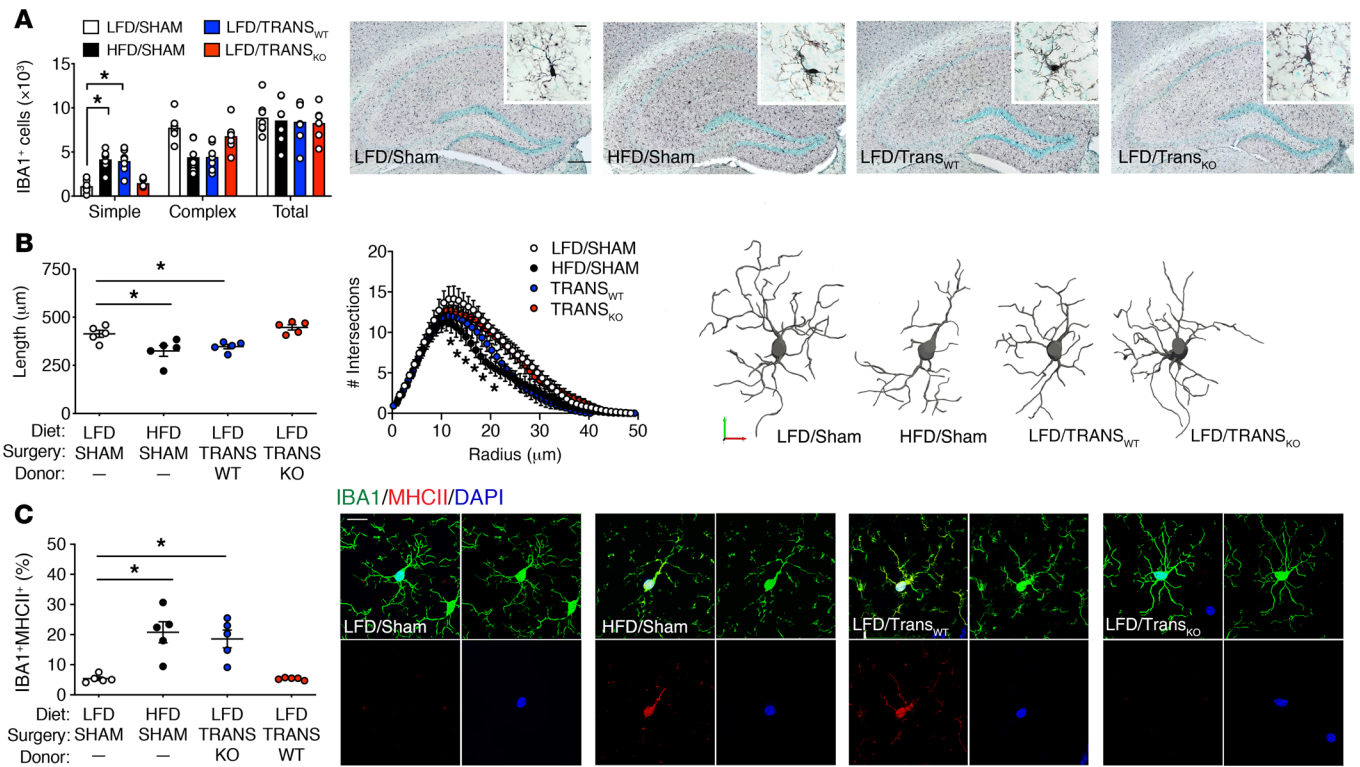 A
LFD/SHAM
LFD/TRANSWT
HFD/SHAM
LFD/TRANSKO
IBA1+ cells (×10³)
15
10
5
0
*
*
Simple
Complex
Total
LFD/Sham
HFD/Sham
LFD/TransWT
LFD/TransKO
B
Length (μm)
750
500
250
0
*
*
Diet: LFD HFD LFD LFD
Surgery: SHAM SHAM TRANS TRANS
Donor: — — WT KO
# Intersections
20
15
10
5
0
LFD/SHAM
HFD/SHAM
TRANSWT
TRANSKO
* * * * * *
0 10 20 30 40 50
Radius (μm)
LFD/Sham
HFD/Sham
LFD/TRANSWT
LFD/TRANSKO
C
IBA1+MHCII+ (%)
50
40
30
20
10
0
*
*
Diet: LFD HFD LFD LFD
Surgery: SHAM SHAM TRANS TRANS
Donor: — — KO WT
IBA1/MHCII/DAPI
LFD/Sham
HFD/Sham
LFD/TransWT
LFD/TransKO